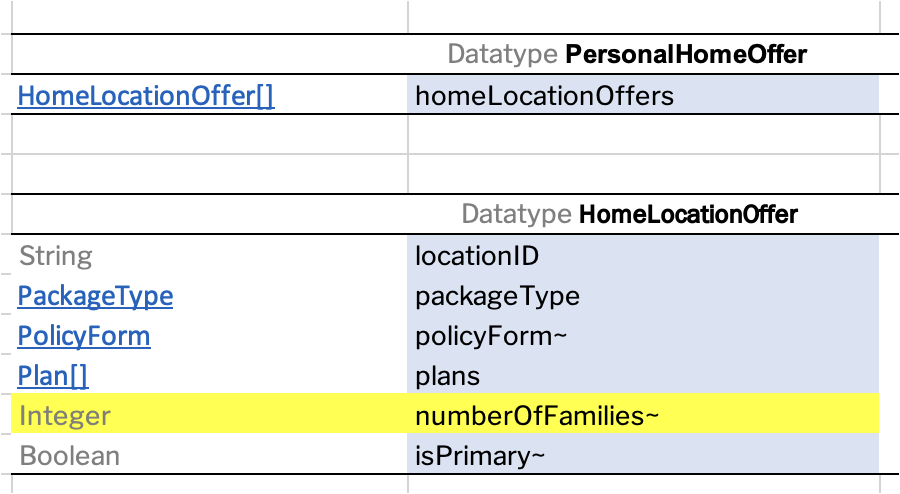 Datatype PersonalHomeOffer
HomeLocationOffer[] homeLocationOffers
Datatype HomeLocationOffer
String locationID
PackageType packageType
PolicyForm policyForm~
Plan[] plans
Integer numberOfFamilies~
Boolean isPrimary~